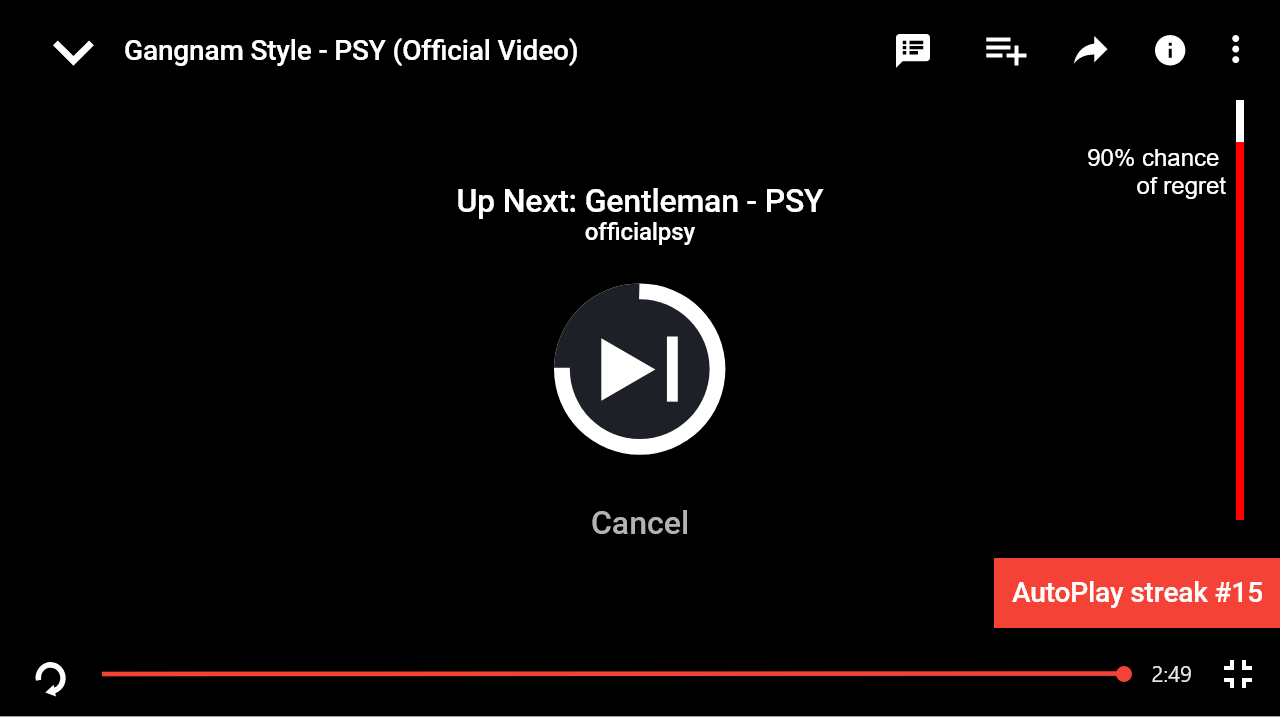 Gangnam Style - PSY (Official Video)
90% chance
of regret
Up Next: Gentleman - PSY
officialpsy
Cancel
AutoPlay streak #15
2:49